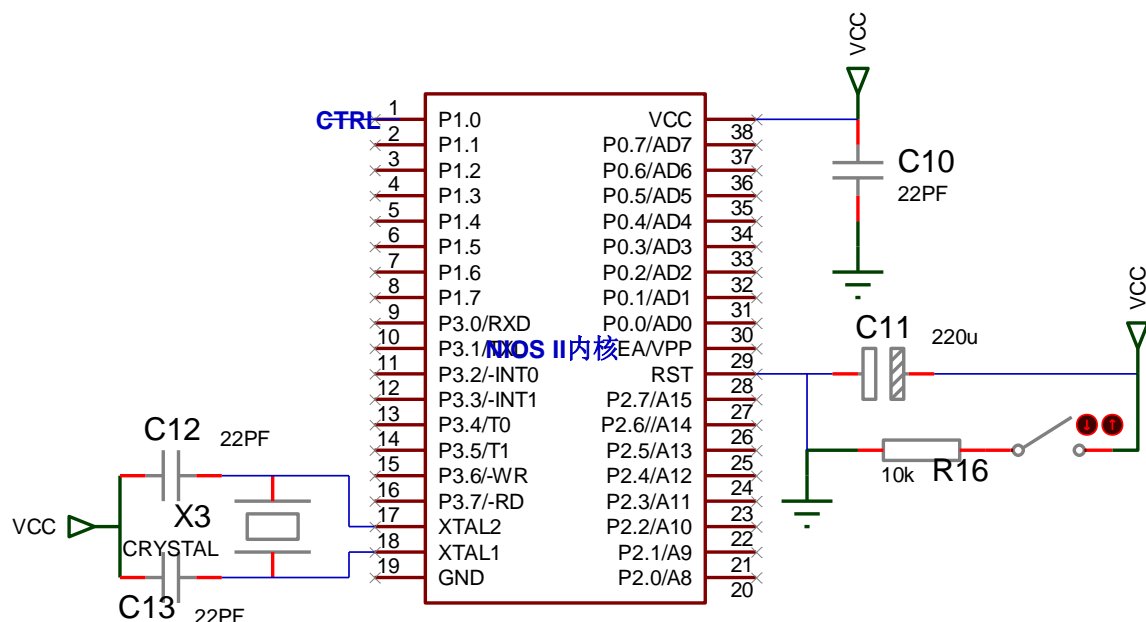 VCC
CTRL
1 P1.0 VCC
2 P1.1 P0.7/AD7 38
3 P1.2 P0.6/AD6 37
4 P1.3 P0.5/AD5 36
5 P1.4 P0.4/AD4 35
6 P1.5 P0.3/AD3 34
7 P1.6 P0.2/AD2 33
8 P1.7 P0.1/AD1 32
9 P3.0/RXD P0.0/AD0 31
10 P3.1/ EA/VPP 30
NIOS II内核
11 P3.2/-INT0 RST 29
12 P3.3/-INT1 P2.7/A15 28
13 P3.4/T0 P2.6//A14 27
14 P3.5/T1 P2.5/A13 26
15 P3.6/-WR P2.4/A12 25
16 P3.7/-RD P2.3/A11 24
17 XTAL2 P2.2/A10 23
18 XTAL1 P2.1/A9 22
19 GND P2.0/A8 21
20
C10
22PF
VCC
C11 220u
10k R16
C12 22PF
X3
VCC
CRYSTAL
C13 22PF